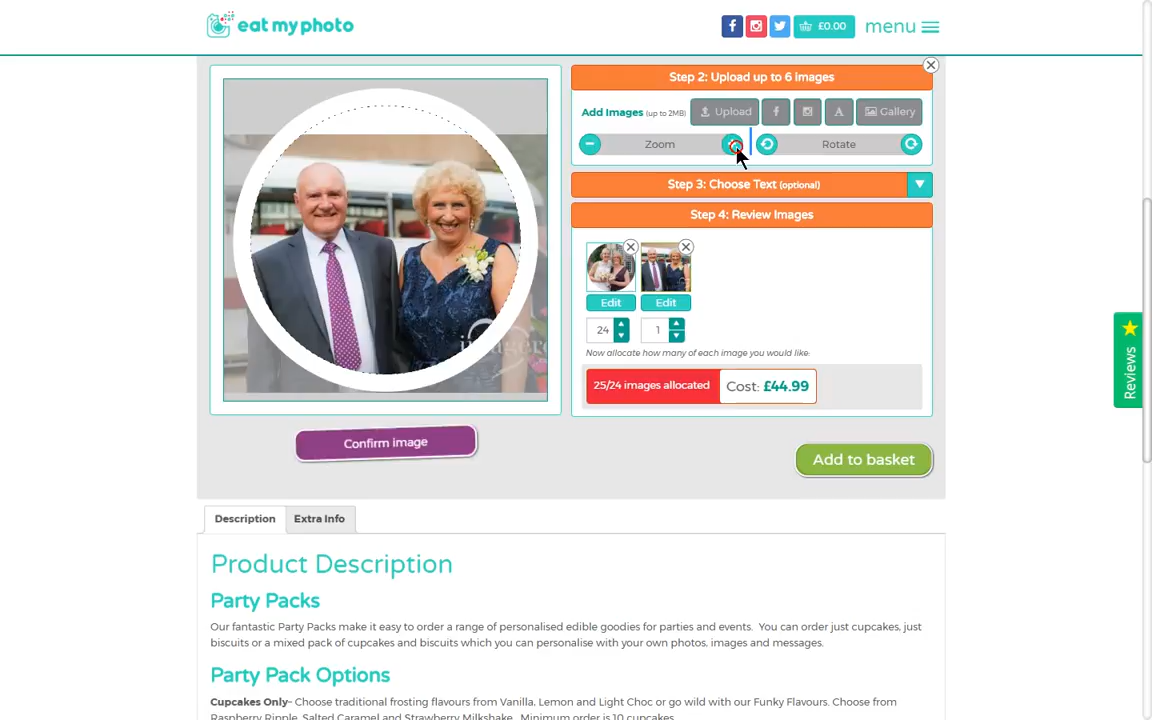 eat my photo
£0.00
menu
Step 2: Upload up to 6 images
Add Images (up to 2MB)
Upload
A
Gallery
Zoom
Rotate
Step 3: Choose Text (optional)
Step 4: Review Images
Edit
Edit
24
1
Now allocate how many of each image you would like:
25/24 images allocated
Cost: £44.99
Confirm image
Add to basket
Reviews
Description
Extra Info
Product Description
Party Packs
Our fantastic Party Packs make it easy to order a range of personalised edible goodies for parties and events. You can order just cupcakes, just
biscuits or a mixed pack of cupcakes and biscuits which you can personalise with your own photos, images and messages.
Party Pack Options
Cupcakes Only– Choose traditional frosting flavours from Vanilla, Lemon and Light Choc or go wild with our Funky Flavours. Choose from
Raspberry Ripple, Salted Caramel and Strawberry Milkshake. Minimum order is 10 cupcakes.